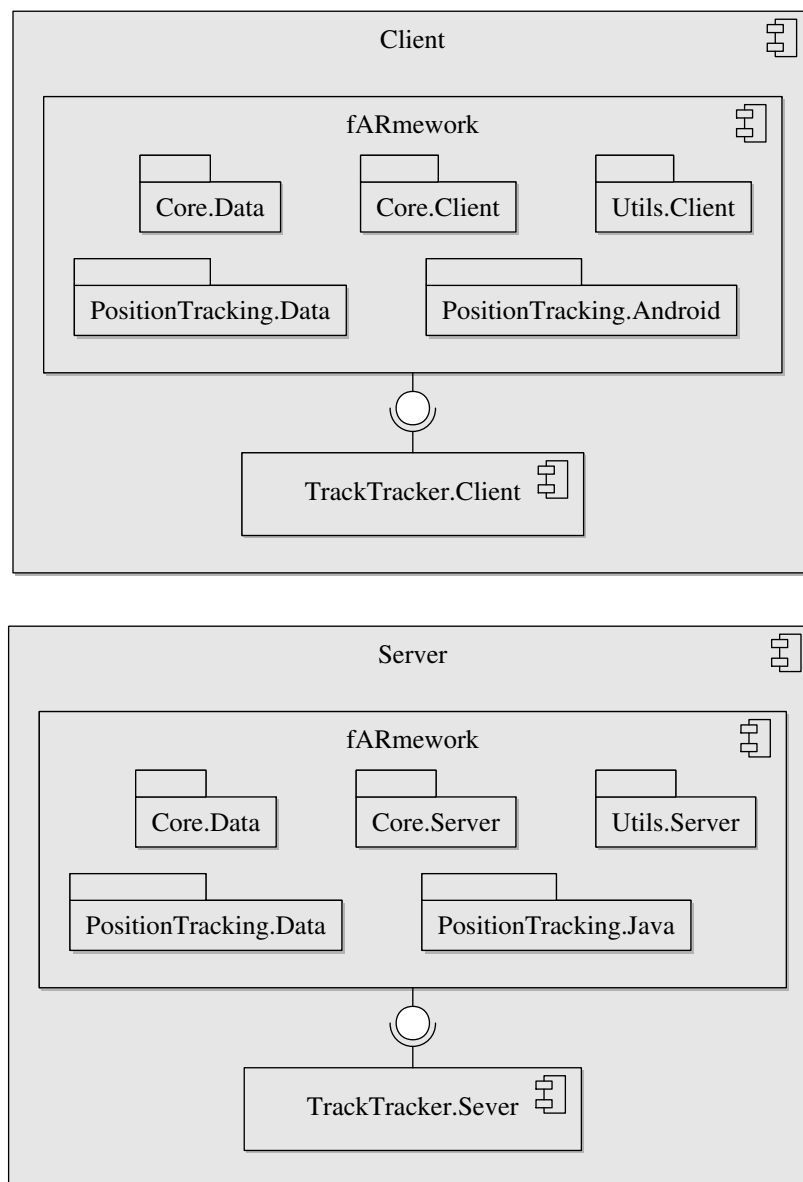 Client
fARmework
Core.Data
Core.Client
Utils.Client
PositionTracking.Data
PositionTracking.Android
TrackTracker.Client
Server
fARmework
Core.Data
Core.Server
Utils.Server
PositionTracking.Data
PositionTracking.Java
TrackTracker.Sever